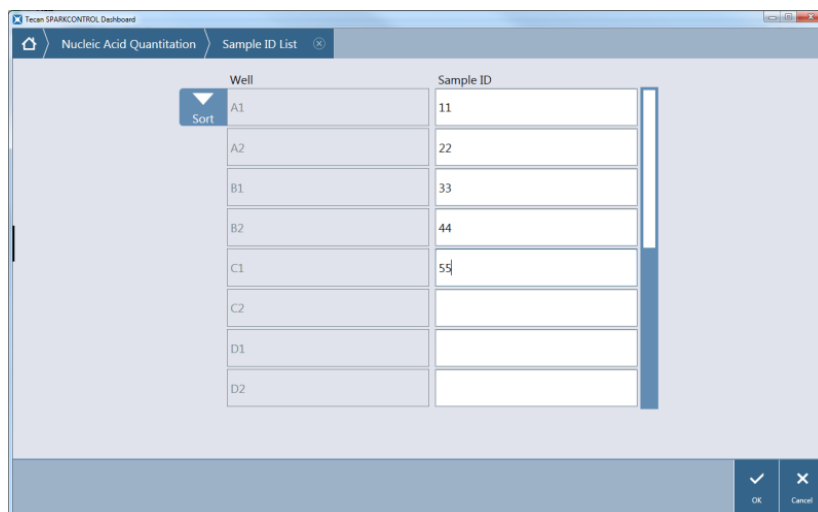 Tecan SPARKCONTROL Dashboard
Nucleic Acid Quantitation Sample ID List
Well Sample ID
Sort
A1 11
A2 22
B1 33
B2 44
C1 55
C2
D1
D2
OK Cancel